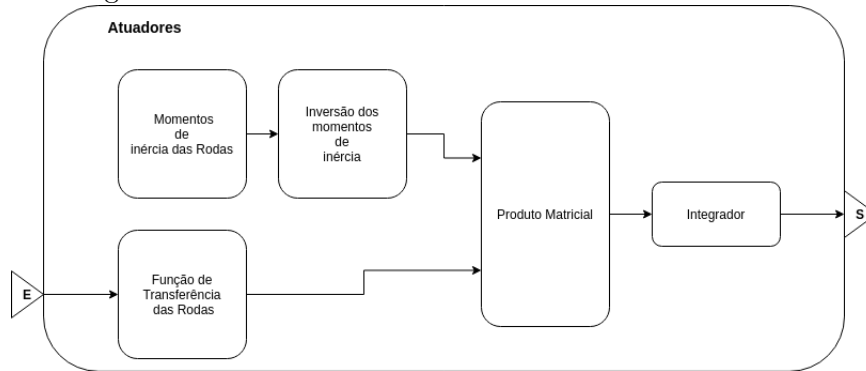 Atuadores
Momentos
de
inércia das Rodas
Inversão dos
momentos
de
inércia
Produto Matricial
Integrador
S
E
Função de
Transferência
das Rodas